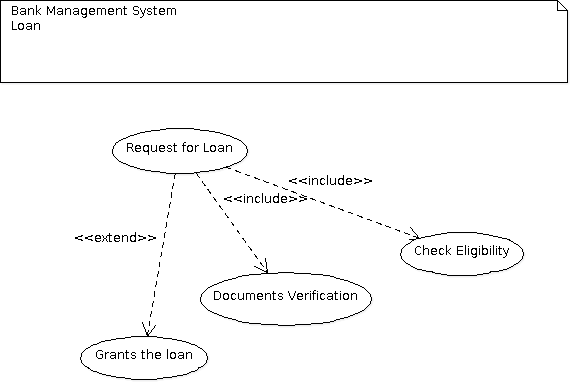 Bank Management System
Loan
Request for Loan
<<include>>
<<include>>
<<extend>>
Check Eligibility
Documents Verification
Grants the loan